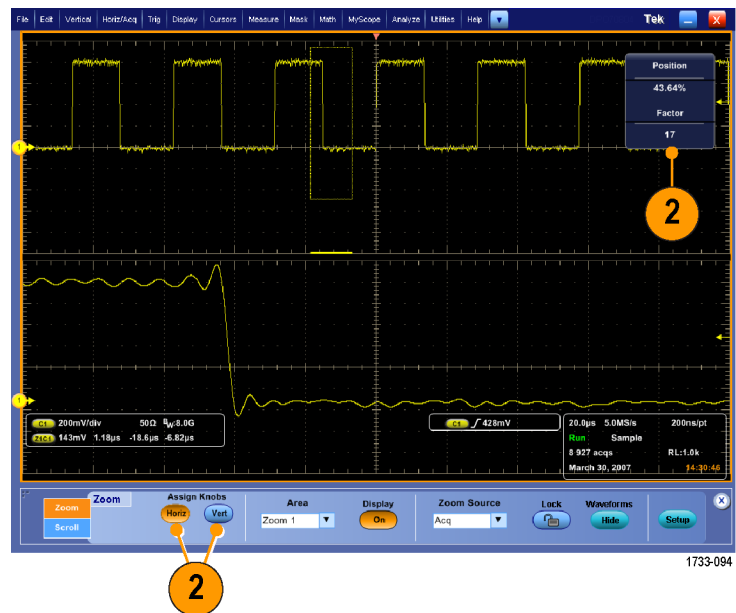 File Edit Vertical Horiz/Acq Trig Display Cursors Measure Mask Math MyScope Analyze Utilities Help Tek X
Position
43.64%
Factor
17
1
2
1
C1 200mV/div 50Ω BW:8.0G
Z1C1 143mV 1.18µs -18.6µs -6.82µs
C1 428mV
20.0µs 5.0MS/s 200ns/pt
Run Sample
8 927 acqs RL:1.0k
March 30, 2007 14:30:46
Zoom
Scroll
Zoom
Assign Knobs
Horiz Vert
Area
Zoom 1
Display
On
Zoom Source
Acq
Lock
Waveforms
Hide
Setup
X
2
1733-094